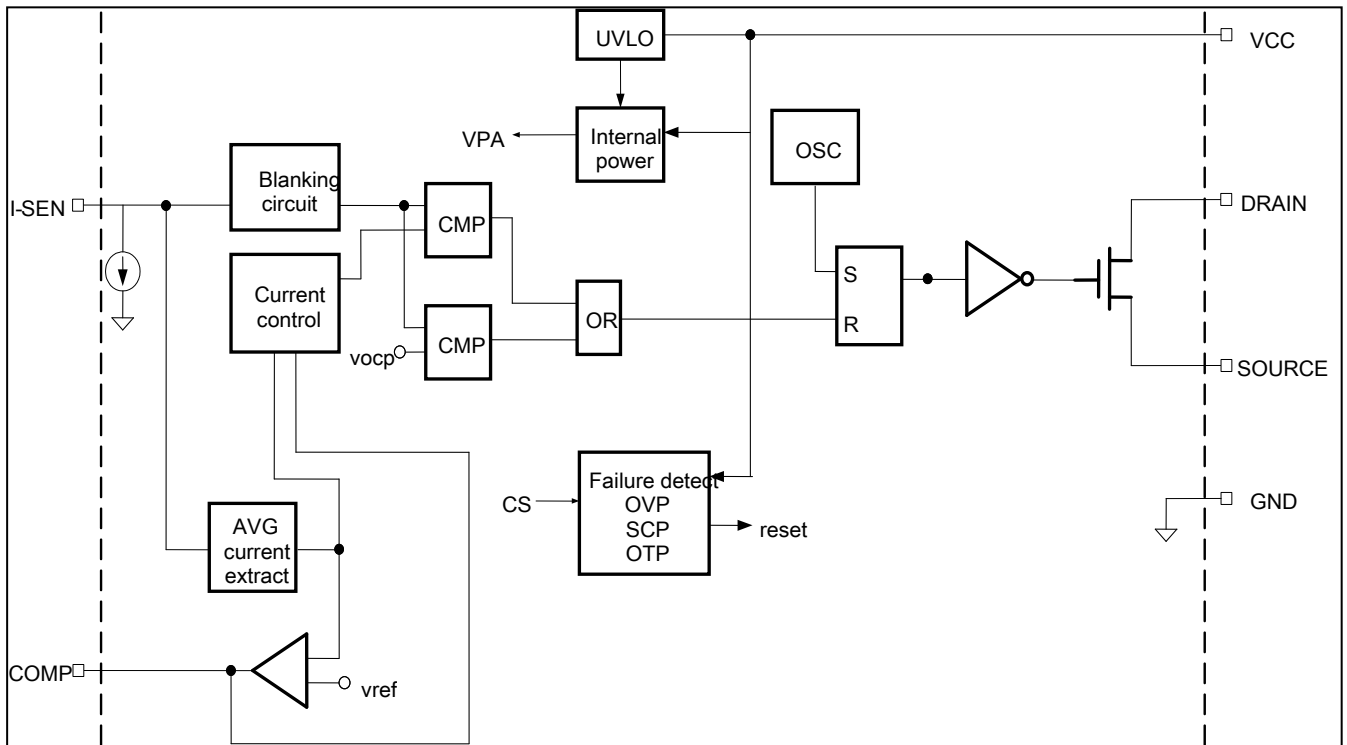 UVLO
VCC
VPA
Internal
power
OSC
I-SEN
Blanking
circuit
CMP
DRAIN
Current
control
S
R
OR
vocp
CMP
SOURCE
Failure detect
OVP
SCP
OTP
CS
reset
GND
AVG
current
extract
COMP
vref